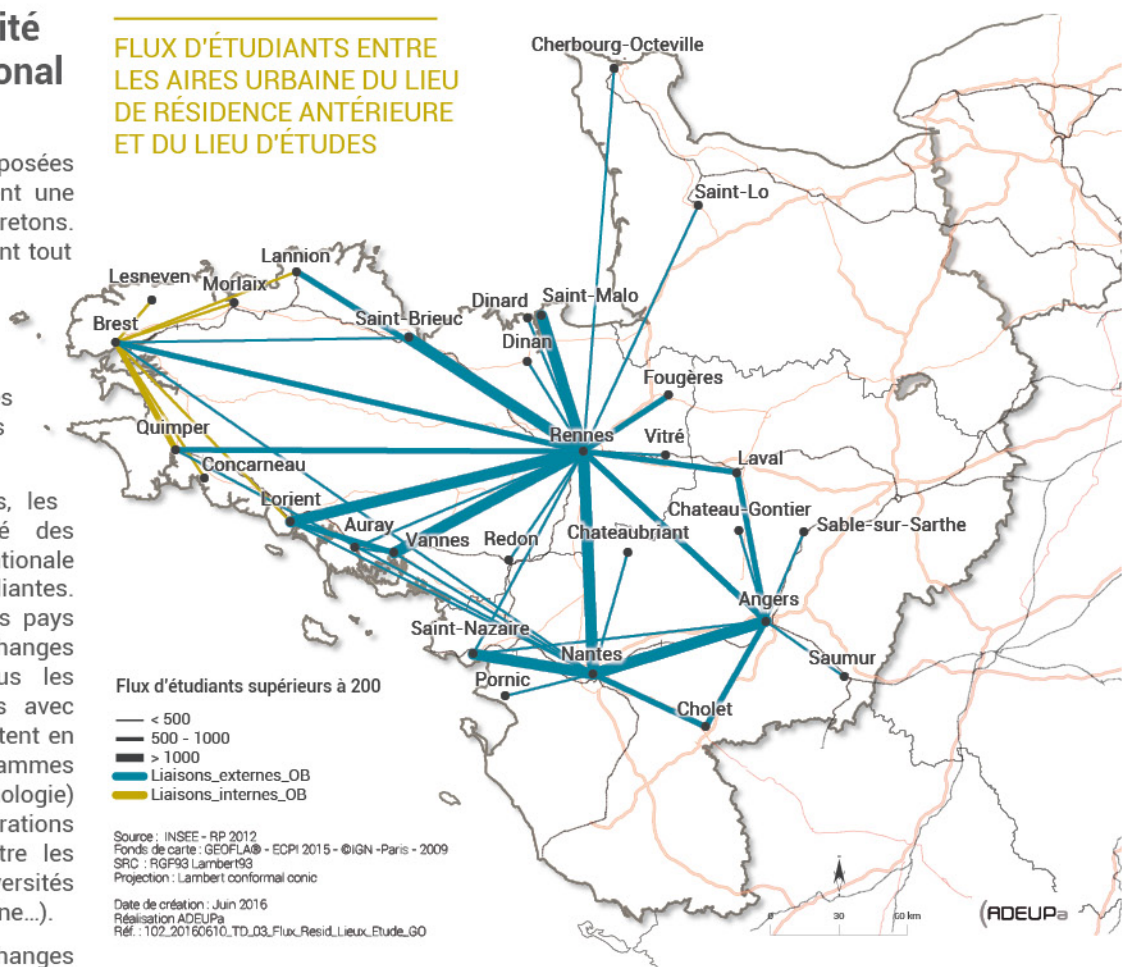 ité
onal
posées
nt une
retons.
nt tout
es
s
s, les
é des
tionale
diantes.
s pays
hanges
us les
s avec
tent en
ammes
ologie)
rations
tre les
versités
ne...).
hanges
FLUX D'ÉTUDIANTS ENTRE
LES AIRES URBAINE DU LIEU
DE RÉSIDENCE ANTÉRIEURE
ET DU LIEU D'ÉTUDES
Cherbourg-Octeville
Saint-Lo
Lannion
Lesneven
Morlaix
Dinard
Saint-Malo
Brest
Saint-Brieuc
Dinan
Fougères
Quimper
Rennes
Vitré
Laval
Concarneau
Lorient
Chateau-Gontier
Auray
Vannes
Redon
Chateaubriant
Sable-sur-Sarthe
Angers
Saint-Nazaire
Nantes
Saumur
Pornic
Cholet
Flux d'étudiants supérieurs à 200
< 500
500 - 1000
> 1000
Liaisons_externes_OB
Liaisons_internes_OB
Source : INSEE - RP 2012
Fonds de carte : GEOFLA® - ECPI 2015 - ©IGN -Paris - 2009
SRC : RGF93 Lambert93
Projection : Lambert conformal conic
Date de création : Juin 2016
Réalisation ADEUPa
Réf. : 102_20160610_TD_03_Flux_Resid_Lieux_Etude_GO
0 30 60 km
ADEUPa